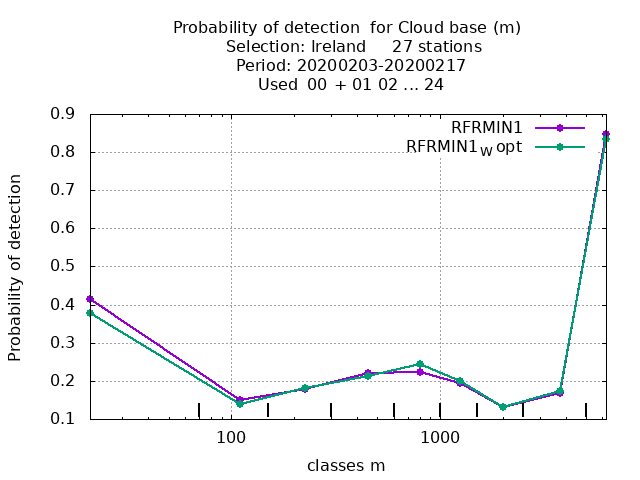 Probability of detection for Cloud base (m)
Selection: Ireland 27 stations
Period: 20200203-20200217
Used 00 + 01 02 ... 24
RFRMIN1
RFRMIN1w opt
Probability of detection
0.9
0.8
0.7
0.6
0.5
0.4
0.3
0.2
0.1
100 1000
classes m